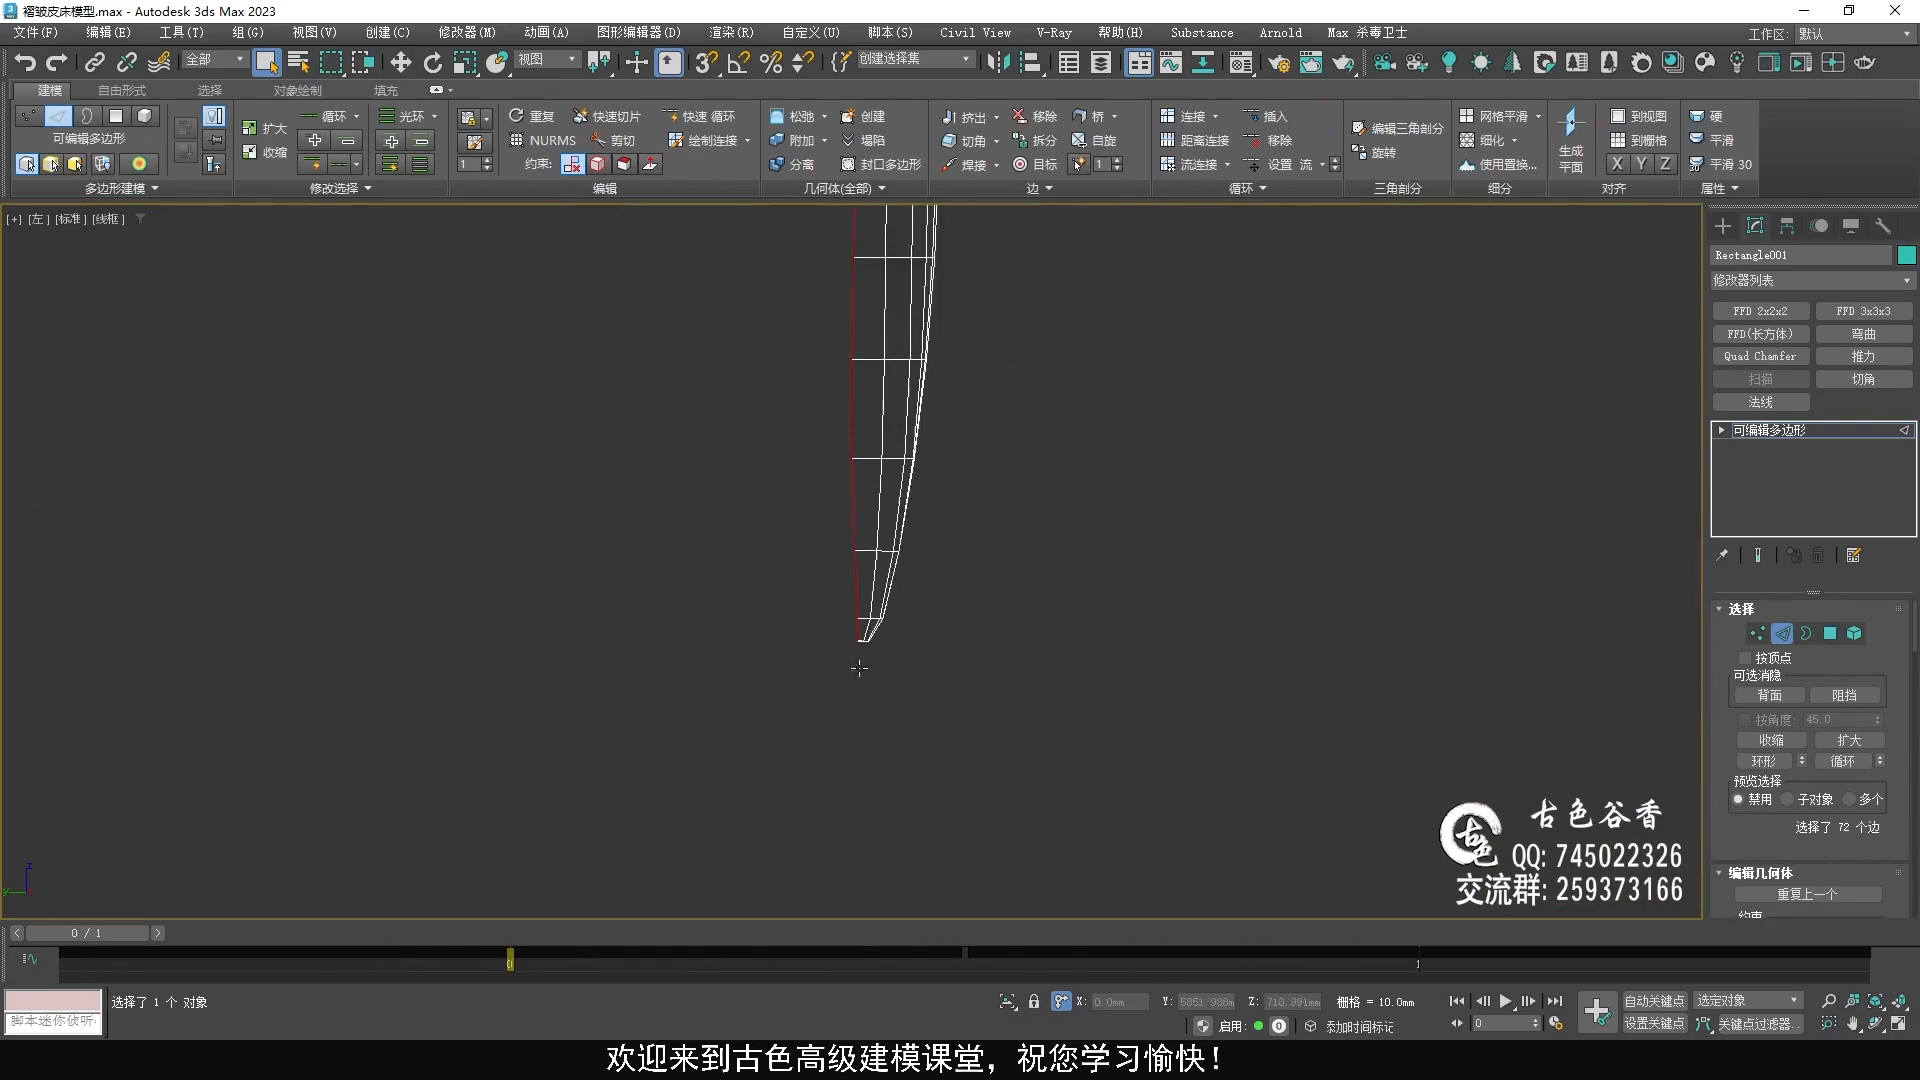 褶皱皮床模型.max - Autodesk 3ds Max 2023
文件(F) 编辑(E) 工具(T) 组(G) 视图(V) 创建(C) 修改器(M) 动画(A) 图形编辑器(D) 渲染(R) 自定义(U) 脚本(S) Civil View V-Ray 帮助(H) Substance Arnold Max 杀毒卫士 工作区: 默认
全部 视图 创建选择集
建模 自由形式 选择 对象绘制 填充
扩大 循环 光环 重复 快速切片 快速 循环 松弛 创建 挤出 移除 桥 连接 插入 编辑三角剖分 网格平滑 到视图 硬
可编辑多边形 收缩 NURMS 剪切 绘制连接 附加 塌陷 切角 拆分 自旋 距离连接 移除 旋转 细化 生成平面 到栅格 平滑
1 约束: 分离 封口多边形 焊接 目标 1 流连接 设置 流 使用置换... X Y Z 平滑 30
多边形建模 修改选择 编辑 几何体(全部) 边 循环 三角剖分 细分 对齐 属性
[+] [左] [标准] [线框]
Rectangle001
修改器列表
FFD 2x2x2 FFD 3x3x3
FFD(长方体) 弯曲
Quad Chamfer 推力
扫描 切角
法线
可编辑多边形
选择
按顶点
可选消隐
背面 阻挡
按角度: 45.0
收缩 扩大
环形 循环
预览选择
禁用 子对象 多个
选择了 72 个边
编辑几何体
重复上一个
约束
古色
古色谷香
QQ: 745022326
交流群: 259373166
z
y
0 / 1
0
1
选择了 1 个 对象
脚本迷你侦听
X: 0.0mm Y: 5851.988m Z: 718.991mm 栅格 = 10.0mm
启用: 0 添加时间标记
0
自动关键点 选定对象
设置关键点 关键点过滤器...
欢迎来到古色高级建模课堂，祝您学习愉快！